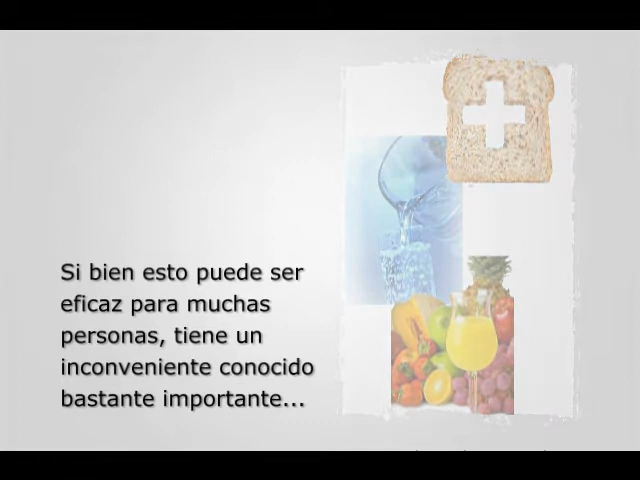 Si bien esto puede ser
eficaz para muchas
personas, tiene un
inconveniente conocido
bastante importante...